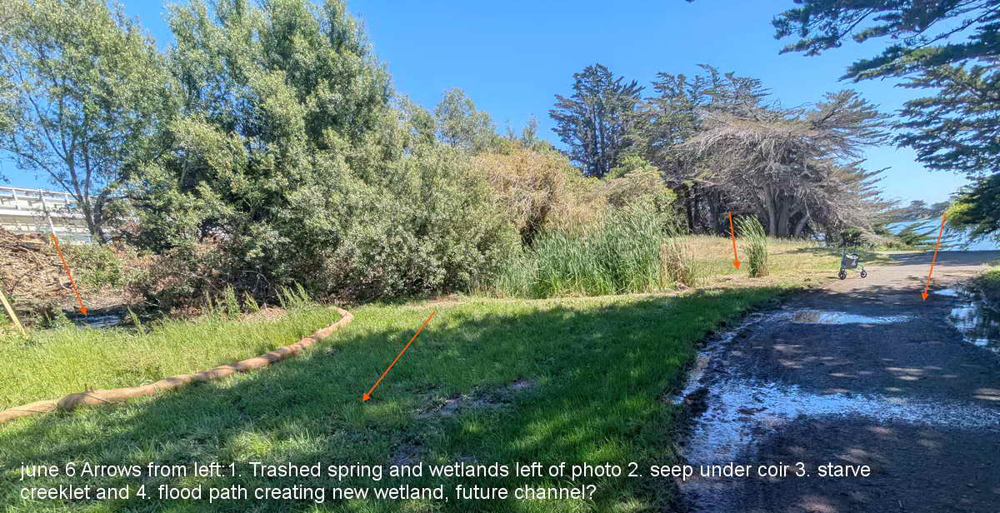 june 6 Arrows from left:1. Trashed spring and wetlands left of photo 2. seep under coir 3. starve
creeklet and 4. flood path creating new wetland, future channel?